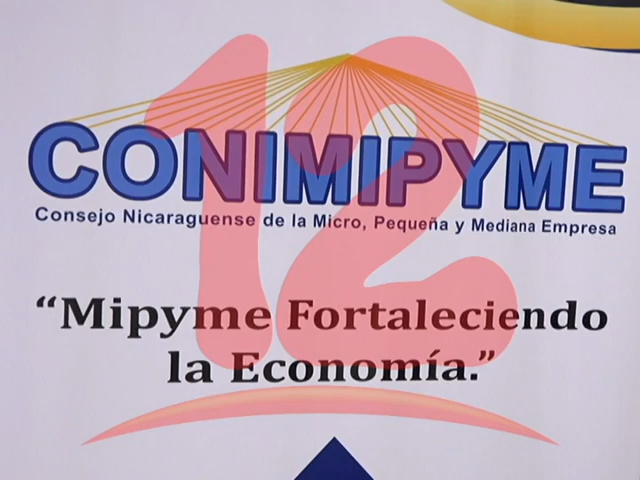 CONIMIPYME
Consejo Nicaraguense de la Micro, Pequeña y Mediana Empresa
12
“Mipyme Fortaleciendo
la Economía.”